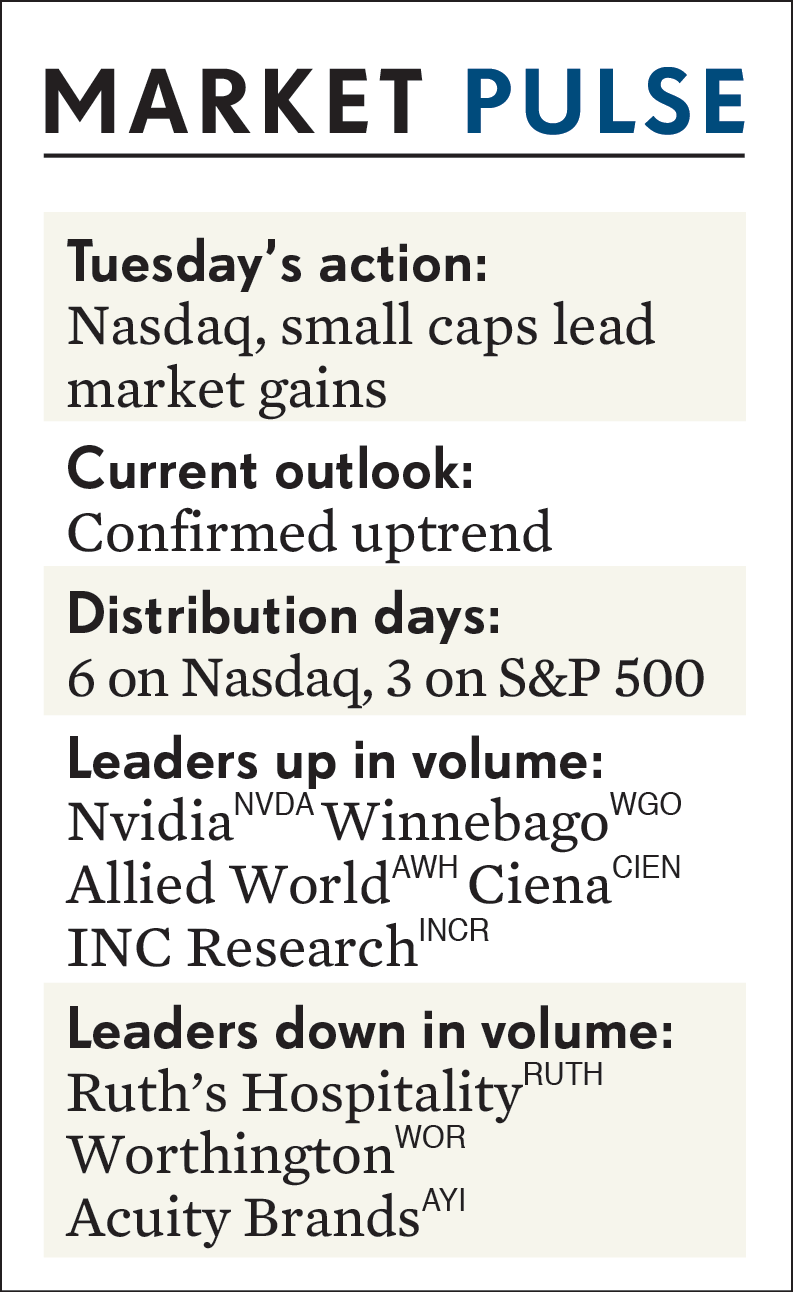 MARKET PULSE
Tuesday’s action:
Nasdaq, small caps lead
market gains
Current outlook:
Confirmed uptrend
Distribution days:
6 on Nasdaq, 3 on S&P 500
Leaders up in volume:
Nvidia NVDA Winnebago WGO
Allied World AWH Ciena CIEN
INC Research INCR
Leaders down in volume:
Ruth’s Hospitality RUTH
Worthington WOR
Acuity Brands AYI